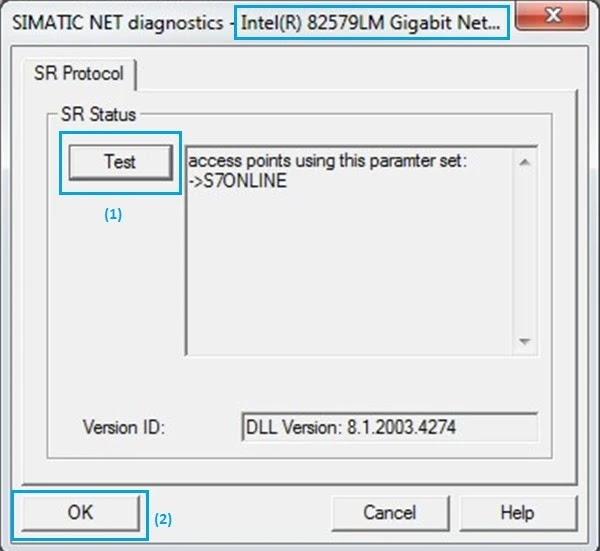 SIMATIC NET diagnostics - Intel(R) 82579LM Gigabit Net...
SR Protocol
SR Status
Test
(1)
access points using this paramter set:
->S7ONLINE
Version ID:
DLL Version: 8.1.2003.4274
OK
(2)
Cancel
Help